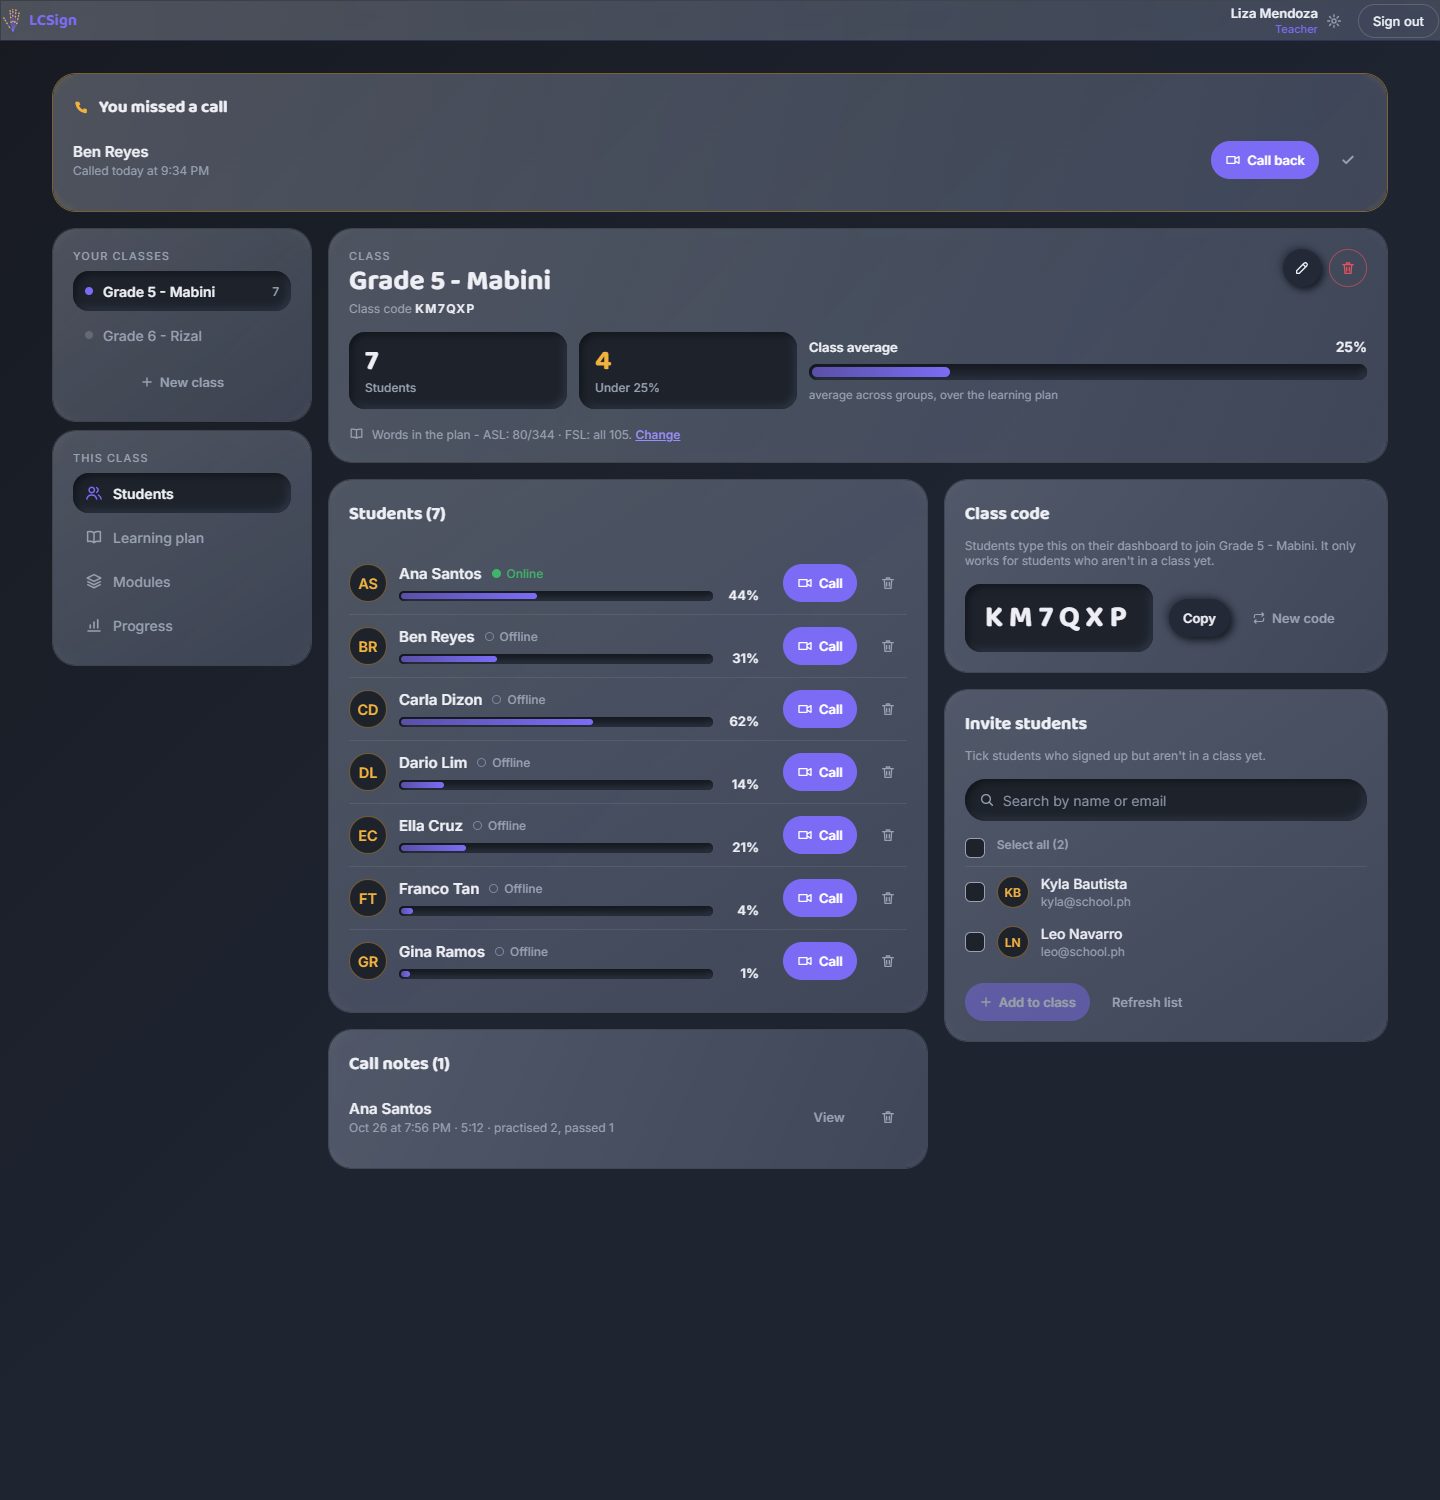 LCSign
Liza Mendoza
Teacher
Sign out
You missed a call
Ben Reyes
Called today at 9:34 PM
Call back
YOUR CLASSES
Grade 5 - Mabini 7
Grade 6 - Rizal
+ New class
THIS CLASS
Students
Learning plan
Modules
Progress
CLASS
Grade 5 - Mabini
Class code KM7QXP
7
Students
4
Under 25%
Class average 25%
average across groups, over the learning plan
Words in the plan - ASL: 80/344 · FSL: all 105. Change
Students (7)
AS Ana Santos Online
44% Call
BR Ben Reyes Offline
31% Call
CD Carla Dizon Offline
62% Call
DL Dario Lim Offline
14% Call
EC Ella Cruz Offline
21% Call
FT Franco Tan Offline
4% Call
GR Gina Ramos Offline
1% Call
Call notes (1)
Ana Santos
Oct 26 at 7:56 PM · 5:12 · practised 2, passed 1
View
Class code
Students type this on their dashboard to join Grade 5 - Mabini. It only
works for students who aren't in a class yet.
KM7QXP Copy New code
Invite students
Tick students who signed up but aren't in a class yet.
Search by name or email
Select all (2)
KB Kyla Bautista
kyla@school.ph
LN Leo Navarro
leo@school.ph
+ Add to class Refresh list